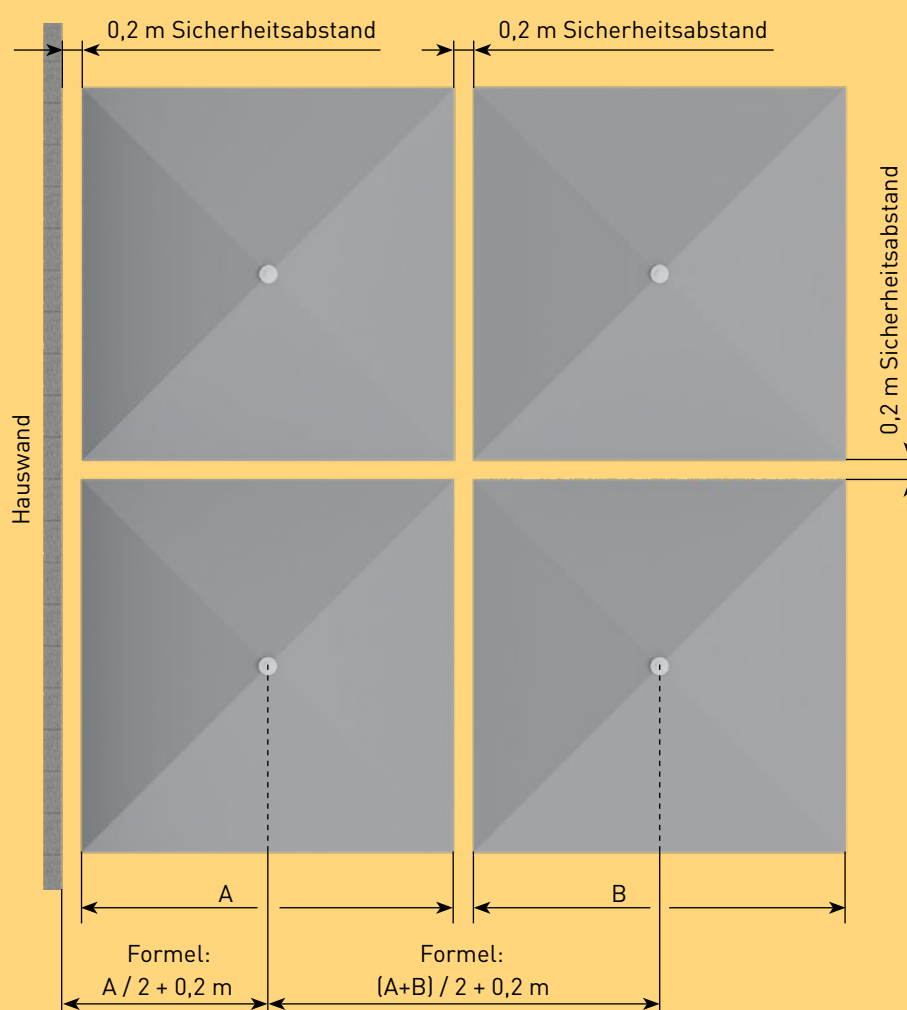 0,2 m Sicherheitsabstand
0,2 m Sicherheitsabstand
0,2 m Sicherheitsabstand
Hauswand
A
B
Formel:
A / 2 + 0,2 m
Formel:
(A+B) / 2 + 0,2 m